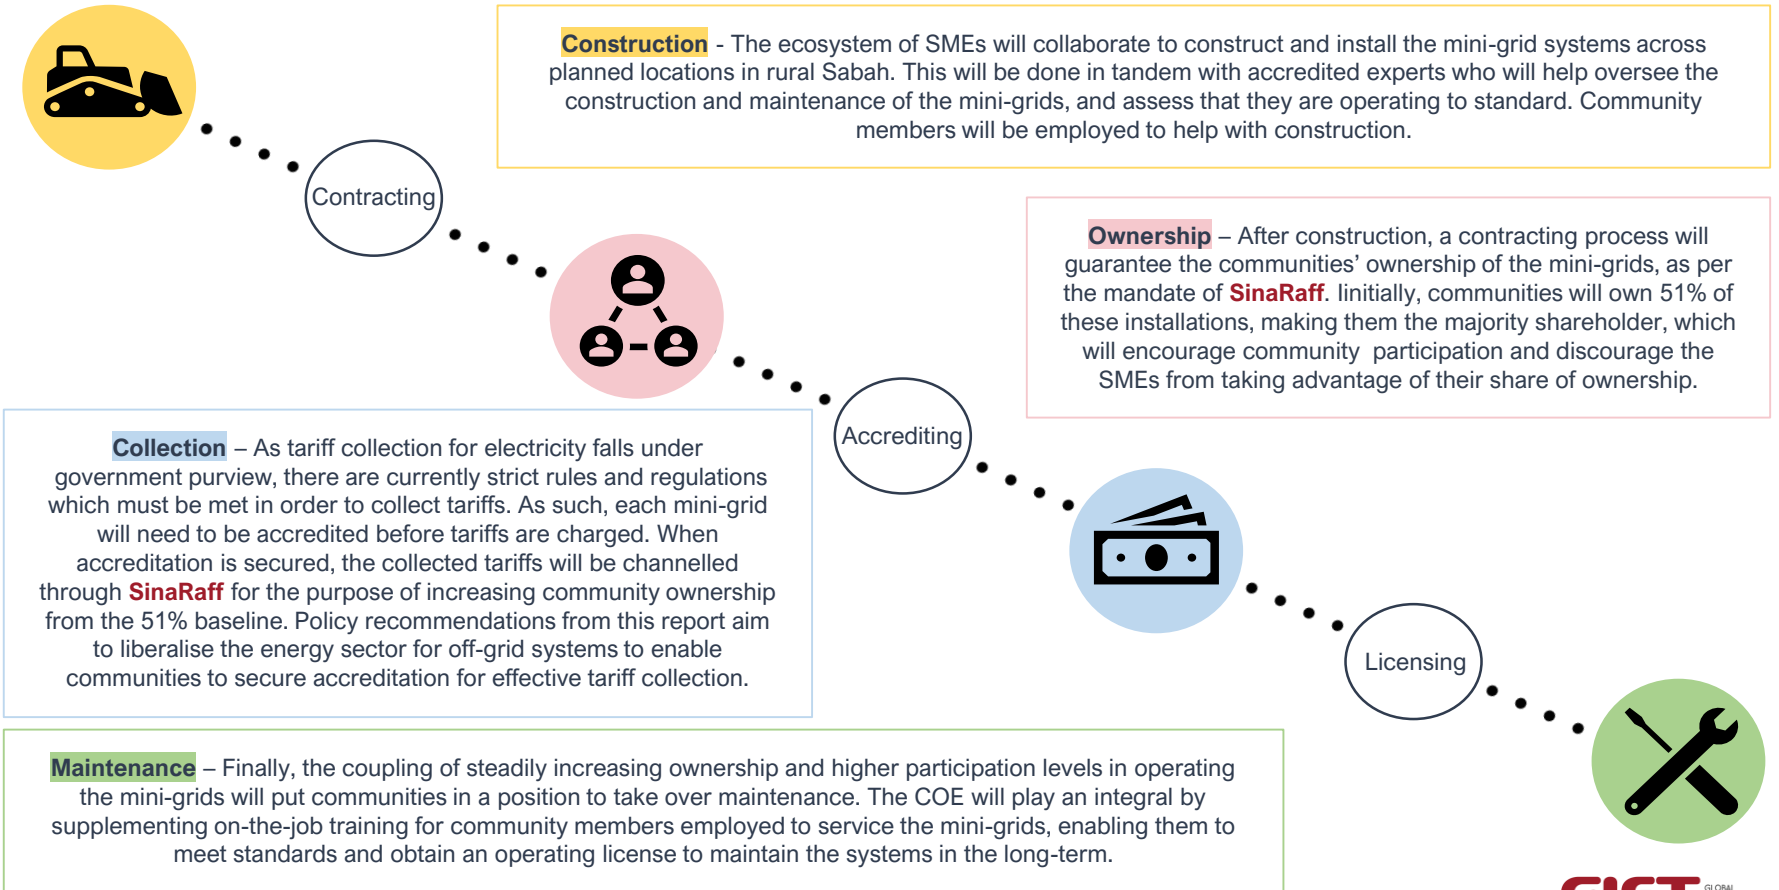 Construction - The ecosystem of SMEs will collaborate to construct and install the mini-grid systems across
planned locations in rural Sabah. This will be done in tandem with accredited experts who will help oversee the
construction and maintenance of the mini-grids, and assess that they are operating to standard. Community
members will be employed to help with construction.
Contracting
Ownership – After construction, a contracting process will
guarantee the communities’ ownership of the mini-grids, as per
the mandate of SinaRaff. Iinitially, communities will own 51% of
these installations, making them the majority shareholder, which
will encourage community participation and discourage the
SMEs from taking advantage of their share of ownership.
Accrediting
Collection – As tariff collection for electricity falls under
government purview, there are currently strict rules and regulations
which must be met in order to collect tariffs. As such, each mini-grid
will need to be accredited before tariffs are charged. When
accreditation is secured, the collected tariffs will be channelled
through SinaRaff for the purpose of increasing community ownership
from the 51% baseline. Policy recommendations from this report aim
to liberalise the energy sector for off-grid systems to enable
communities to secure accreditation for effective tariff collection.
Licensing
Maintenance – Finally, the coupling of steadily increasing ownership and higher participation levels in operating
the mini-grids will put communities in a position to take over maintenance. The COE will play an integral by
supplementing on-the-job training for community members employed to service the mini-grids, enabling them to
meet standards and obtain an operating license to maintain the systems in the long-term.
GLOBAL